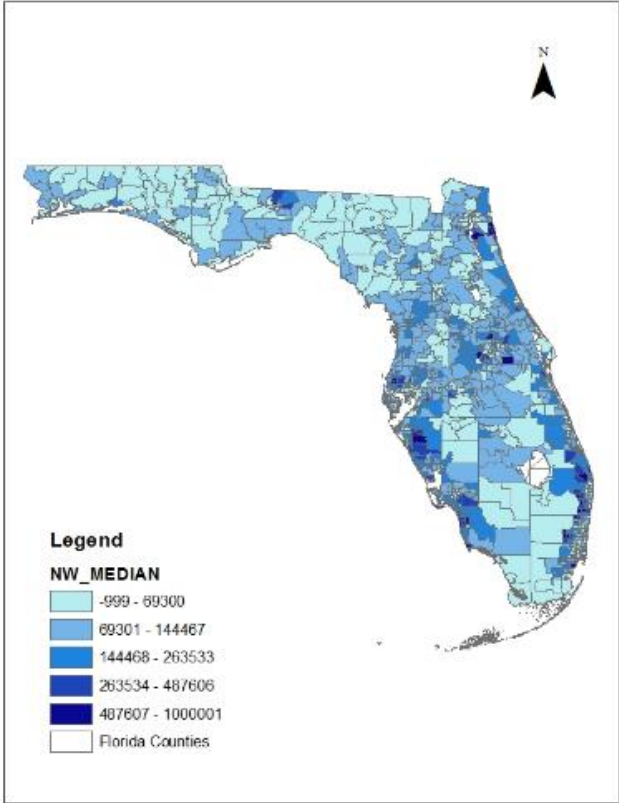 N
Legend
NW_MEDIAN
-999 - 69300
69301 - 144467
144468 - 263533
263534 - 487606
487607 - 1000001
Florida Counties